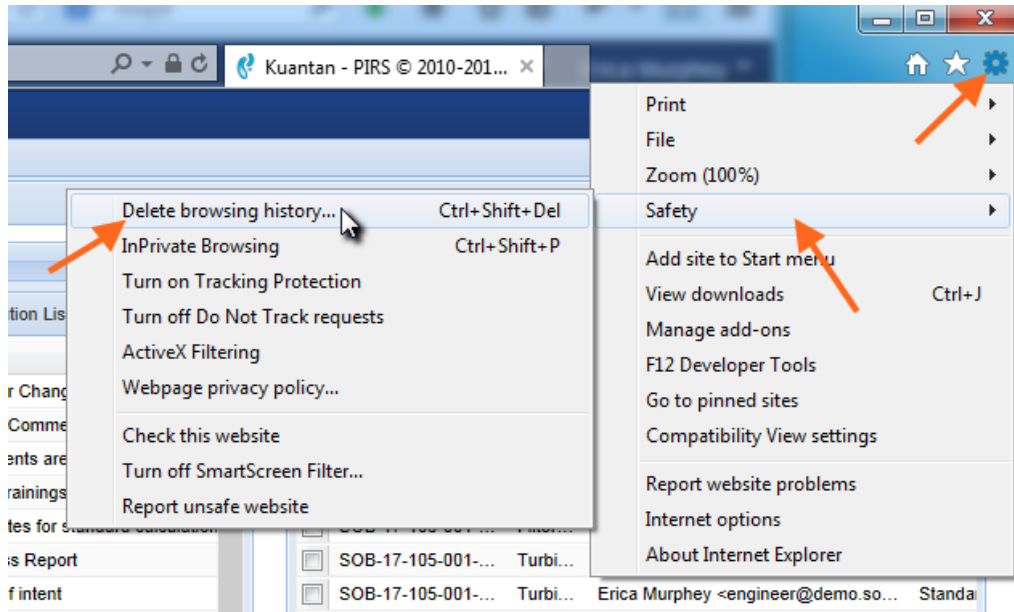 Kuantan - PIRS © 2010-201...
Print
File
Zoom (100%)
Safety
Add site to Start menu
View downloads Ctrl+J
Manage add-ons
F12 Developer Tools
Go to pinned sites
Compatibility View settings
Report website problems
Internet options
About Internet Explorer
Delete browsing history... Ctrl+Shift+Del
InPrivate Browsing Ctrl+Shift+P
Turn on Tracking Protection
Turn off Do Not Track requests
ActiveX Filtering
Webpage privacy policy...
Check this website
Turn off SmartScreen Filter...
Report unsafe website
tion Lis
r Chang
Comme
ents are
rainings
tes for standard calculation
s Report
f intent
SOB-17-105-001-... Turbi...
SOB-17-105-001-... Turbi... Erica Murphey <engineer@demo.so... Standa